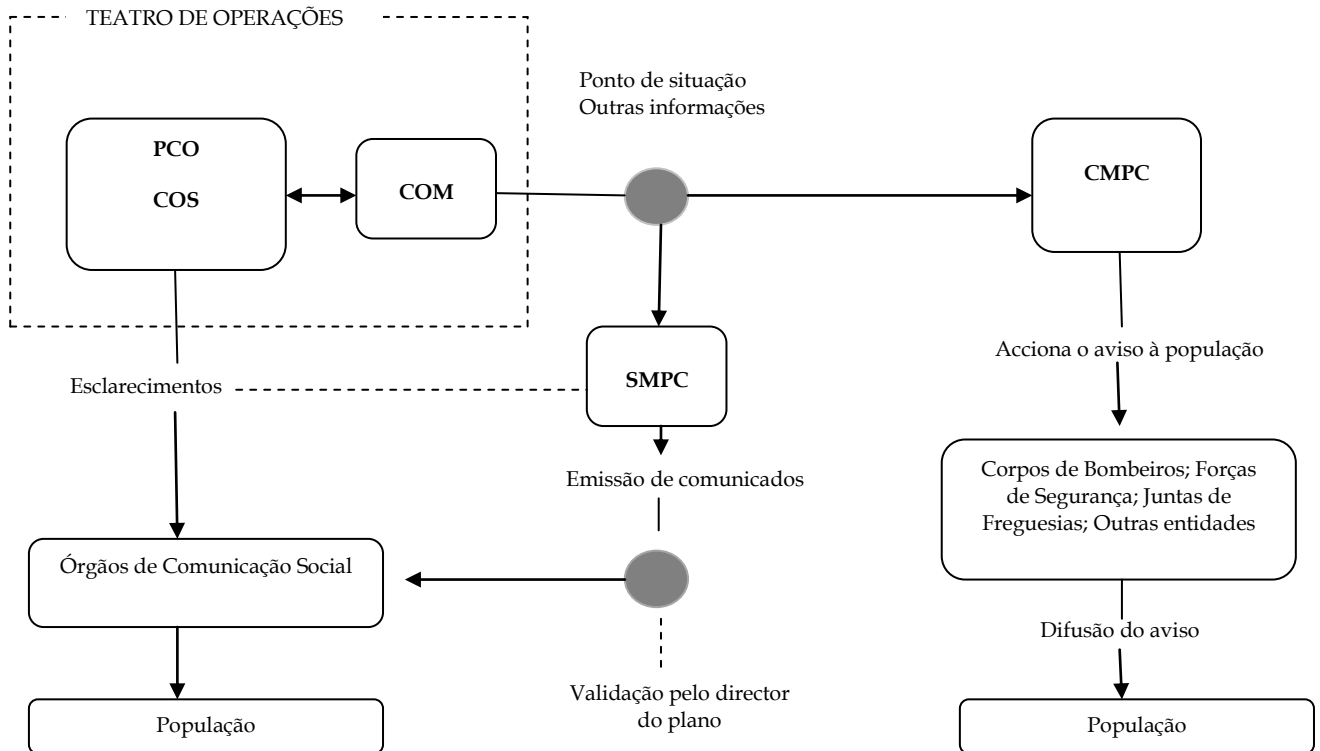 TEATRO DE OPERAÇÕES
Ponto de situação
Outras informações
PCO
COS
COM
CMPC
Acciona o aviso à população
Esclarecimentos
SMPC
Emissão de comunicados
Corpos de Bombeiros; Forças
de Segurança; Juntas de
Freguesias; Outras entidades
Órgãos de Comunicação Social
Difusão do aviso
Validação pelo director
do plano
População
População